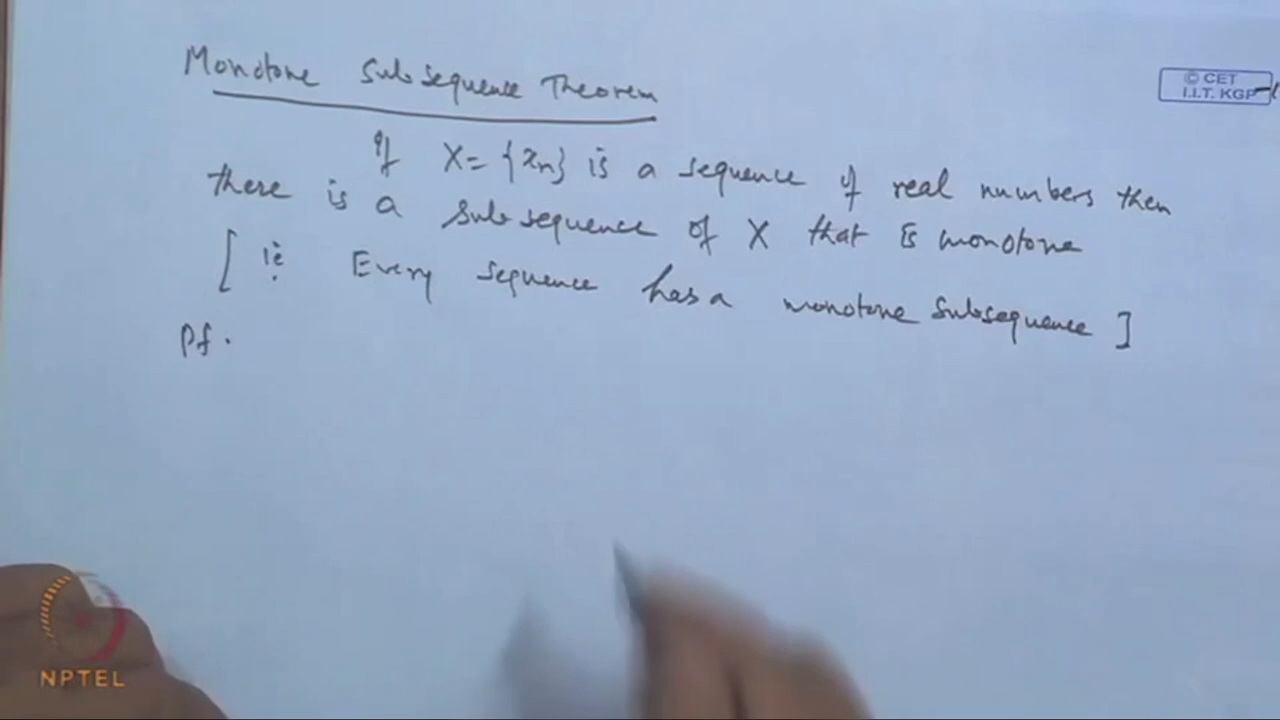 Monotone Subsequence Theorem
© CET
I.I.T. KGP
If X = {xn} is a sequence of real numbers then
there is a subsequence of X that is monotone
[ ie Every sequence has a monotone subsequence ]
Pf.
NPTEL